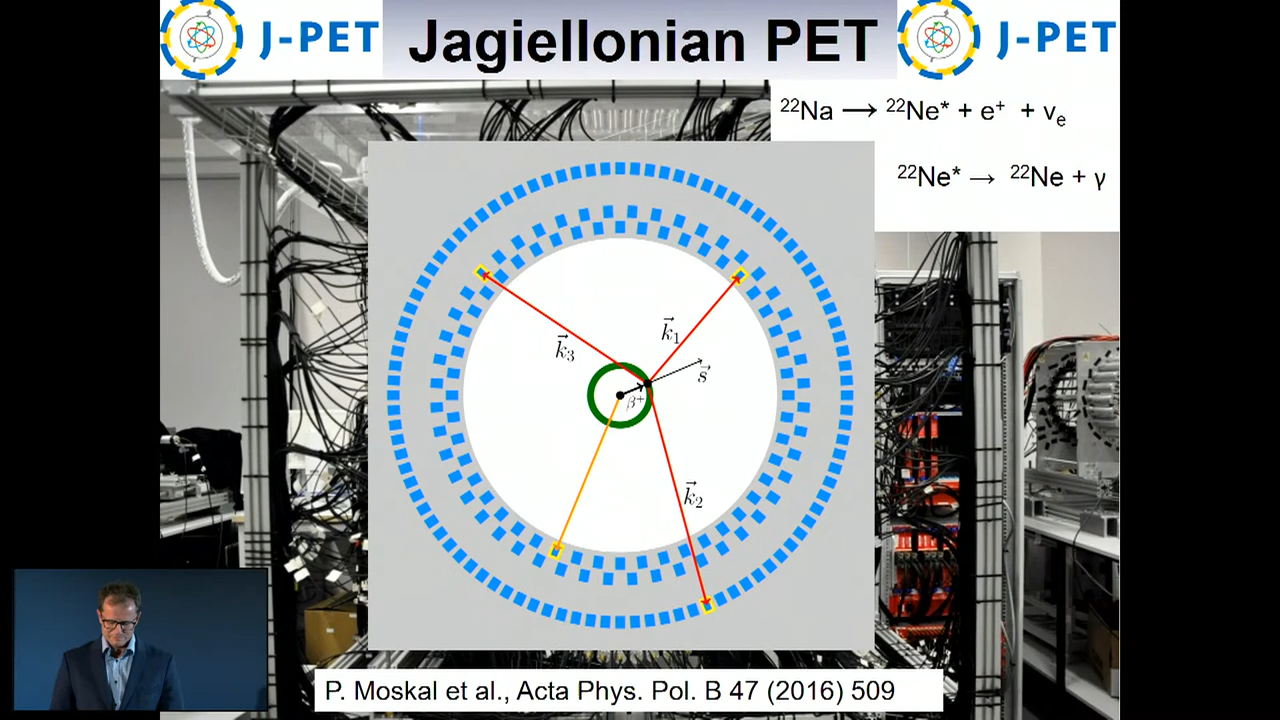 J-PET
Jagiellonian PET
J-PET
²²Na → ²²Ne* + e⁺ + νₑ
²²Ne* → ²²Ne + γ
k⃗₁
k⃗₃
s⃗
β⁺
k⃗₂
P. Moskal et al., Acta Phys. Pol. B 47 (2016) 509